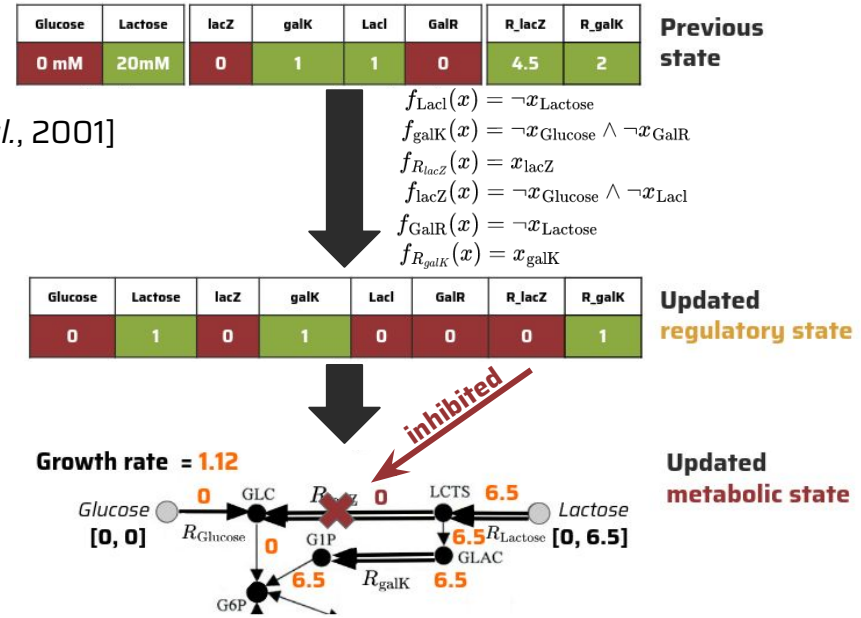 Glucose Lactose lacZ galK LacI GalR R_lacZ R_galK
0 mM 20mM 0 1 1 0 4.5 2
Previous
state
l., 2001]
f_LacI(x) = ¬x_Lactose
f_galK(x) = ¬x_Glucose ∧ ¬x_GalR
f_R_lacZ(x) = x_lacZ
f_lacZ(x) = ¬x_Glucose ∧ ¬x_LacI
f_GalR(x) = ¬x_Lactose
f_R_galK(x) = x_galK
Glucose Lactose lacZ galK LacI GalR R_lacZ R_galK
0 1 0 1 0 0 0 1
Updated
regulatory state
inhibited
Growth rate = 1.12
Updated
metabolic state
0 GLC 0 LCTS 6.5
Glucose Lactose
[0, 0] R_Glucose 6.5 R_Lactose [0, 6.5]
0 G1P GLAC
6.5 R_galK 6.5
G6P